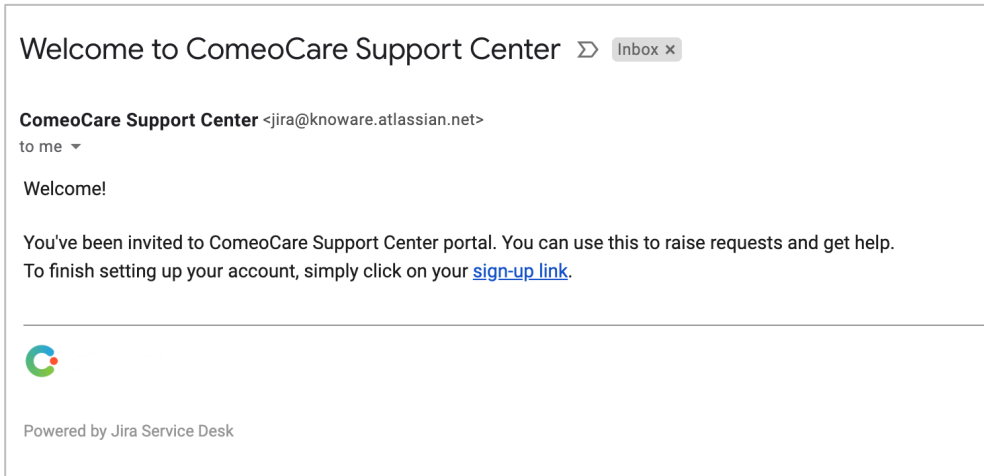 Welcome to ComeoCare Support Center Inbox ×
ComeoCare Support Center <jira@knoware.atlassian.net>
to me
Welcome!
You've been invited to ComeoCare Support Center portal. You can use this to raise requests and get help.
To finish setting up your account, simply click on your sign-up link.
Powered by Jira Service Desk